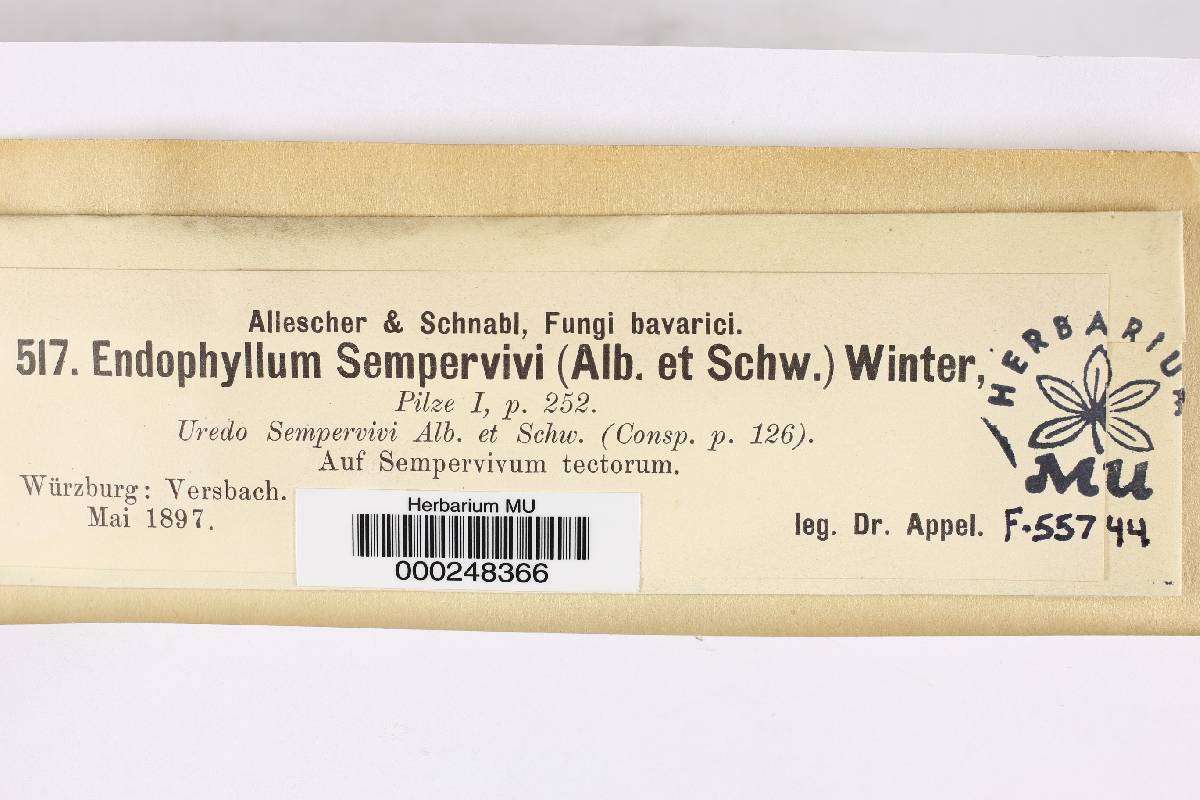 Allescher & Schnabl, Fungi bavarici.
517. Endophyllum Sempervivi (Alb. et Schw.) Winter,
Pilze I, p. 252.
Uredo Sempervivi Alb. et Schw. (Consp. p. 126).
Auf Sempervivum tectorum.
Würzburg: Versbach.
Mai 1897.
leg. Dr. Appel.
Herbarium MU
000248366
HERBARIUM
MU
F-55744